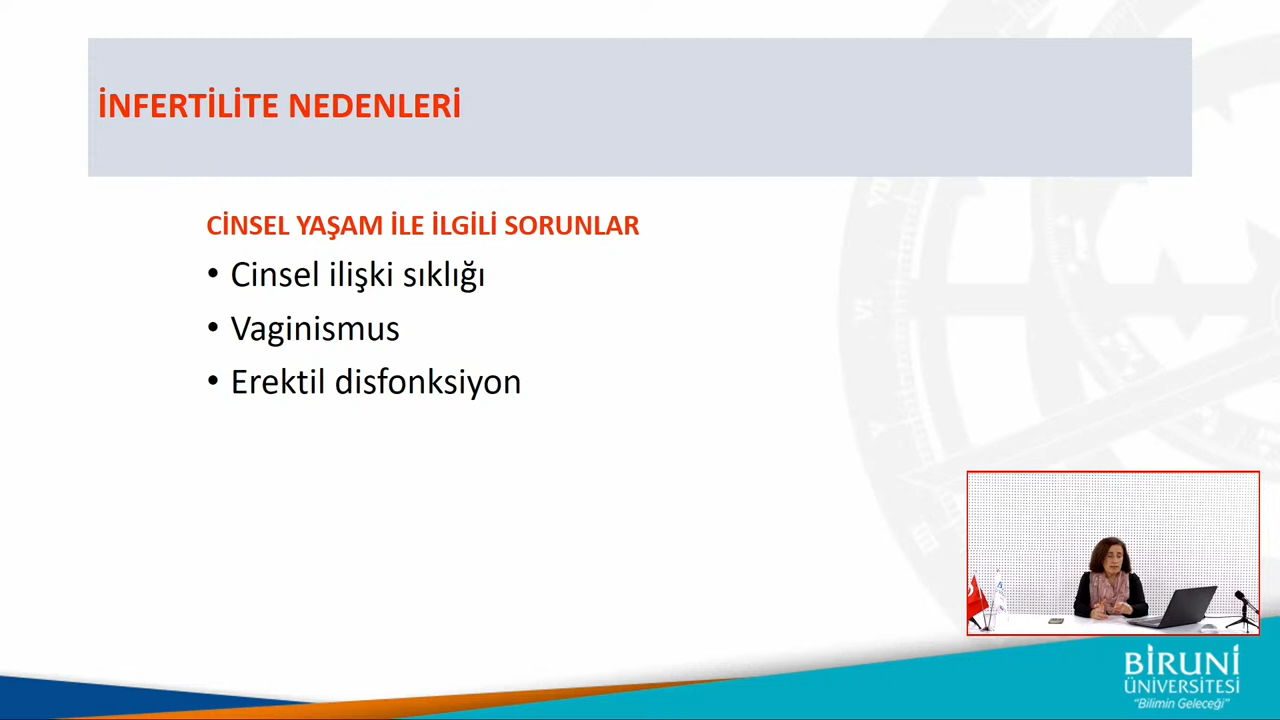 İNFERTİLİTE NEDENLERİ
CİNSEL YAŞAM İLE İLGİLİ SORUNLAR
• Cinsel ilişki sıklığı
• Vaginismus
• Erektil disfonksiyon
BİRUNİ
ÜNİVERSİTESİ
"Bilimin Geleceği"